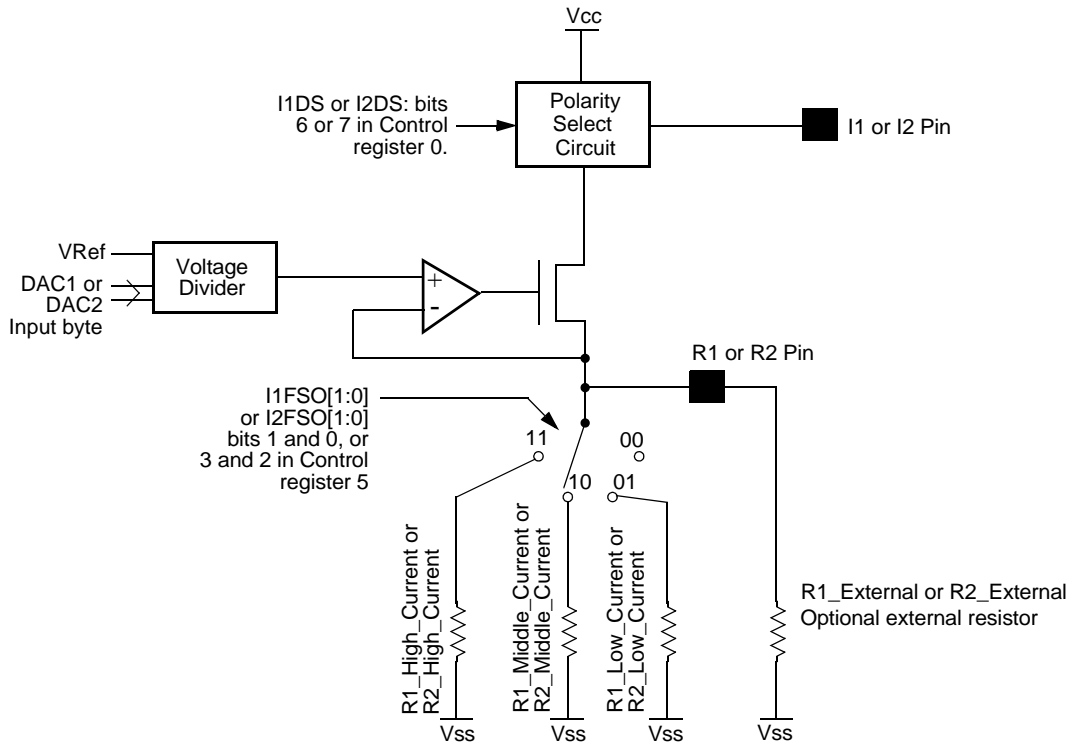 Vcc
I1DS or I2DS: bits
6 or 7 in Control
register 0.
Polarity
Select
Circuit
I1 or I2 Pin
VRef
DAC1 or
DAC2
Input byte
Voltage
Divider
+
-
R1 or R2 Pin
I1FSO[1:0]
or I2FSO[1:0]
bits 1 and 0, or
3 and 2 in Control
register 5
11
00
10
01
R1_High_Current or
R2_High_Current
R1_Middle_Current or
R2_Middle_Current
R1_Low_Current or
R2_Low_Current
R1_External or R2_External
Optional external resistor
Vss
Vss
Vss
Vss